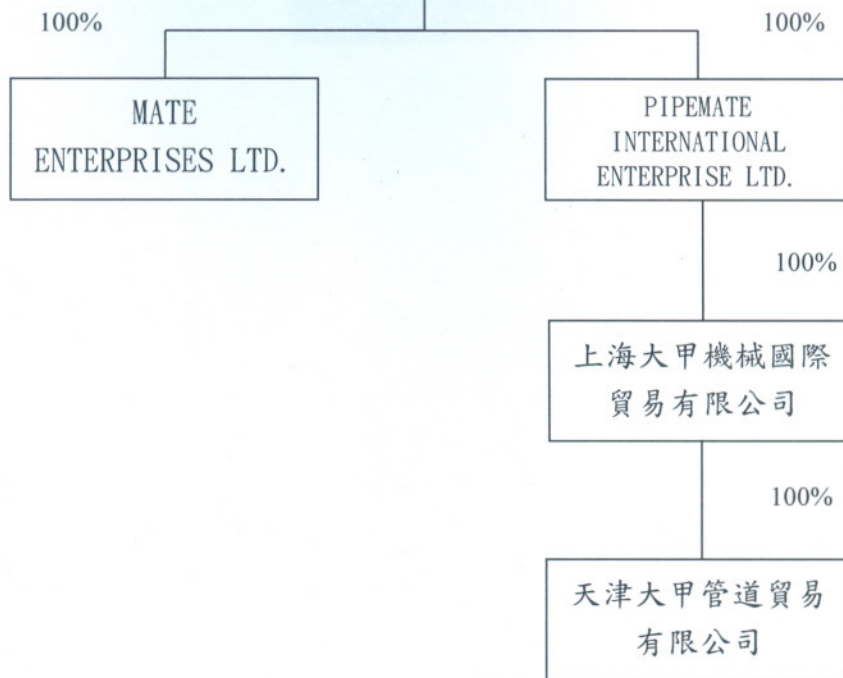 100%
100%
MATE
ENTERPRISES LTD.
PIPEMATE
INTERNATIONAL
ENTERPRISE LTD.
100%
上海大甲機械國際
貿易有限公司
100%
天津大甲管道貿易
有限公司